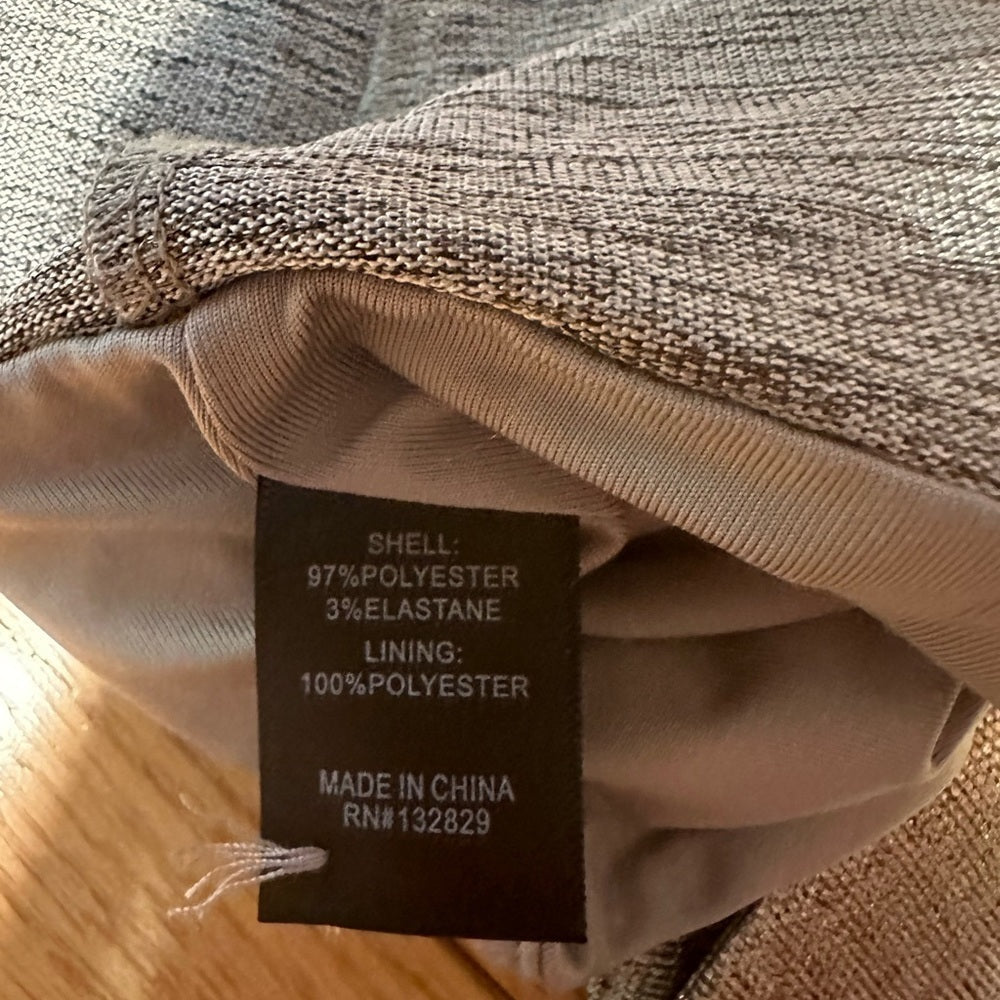 SHELL:
97%POLYESTER
3%ELASTANE
LINING:
100%POLYESTER
MADE IN CHINA
RN#132829